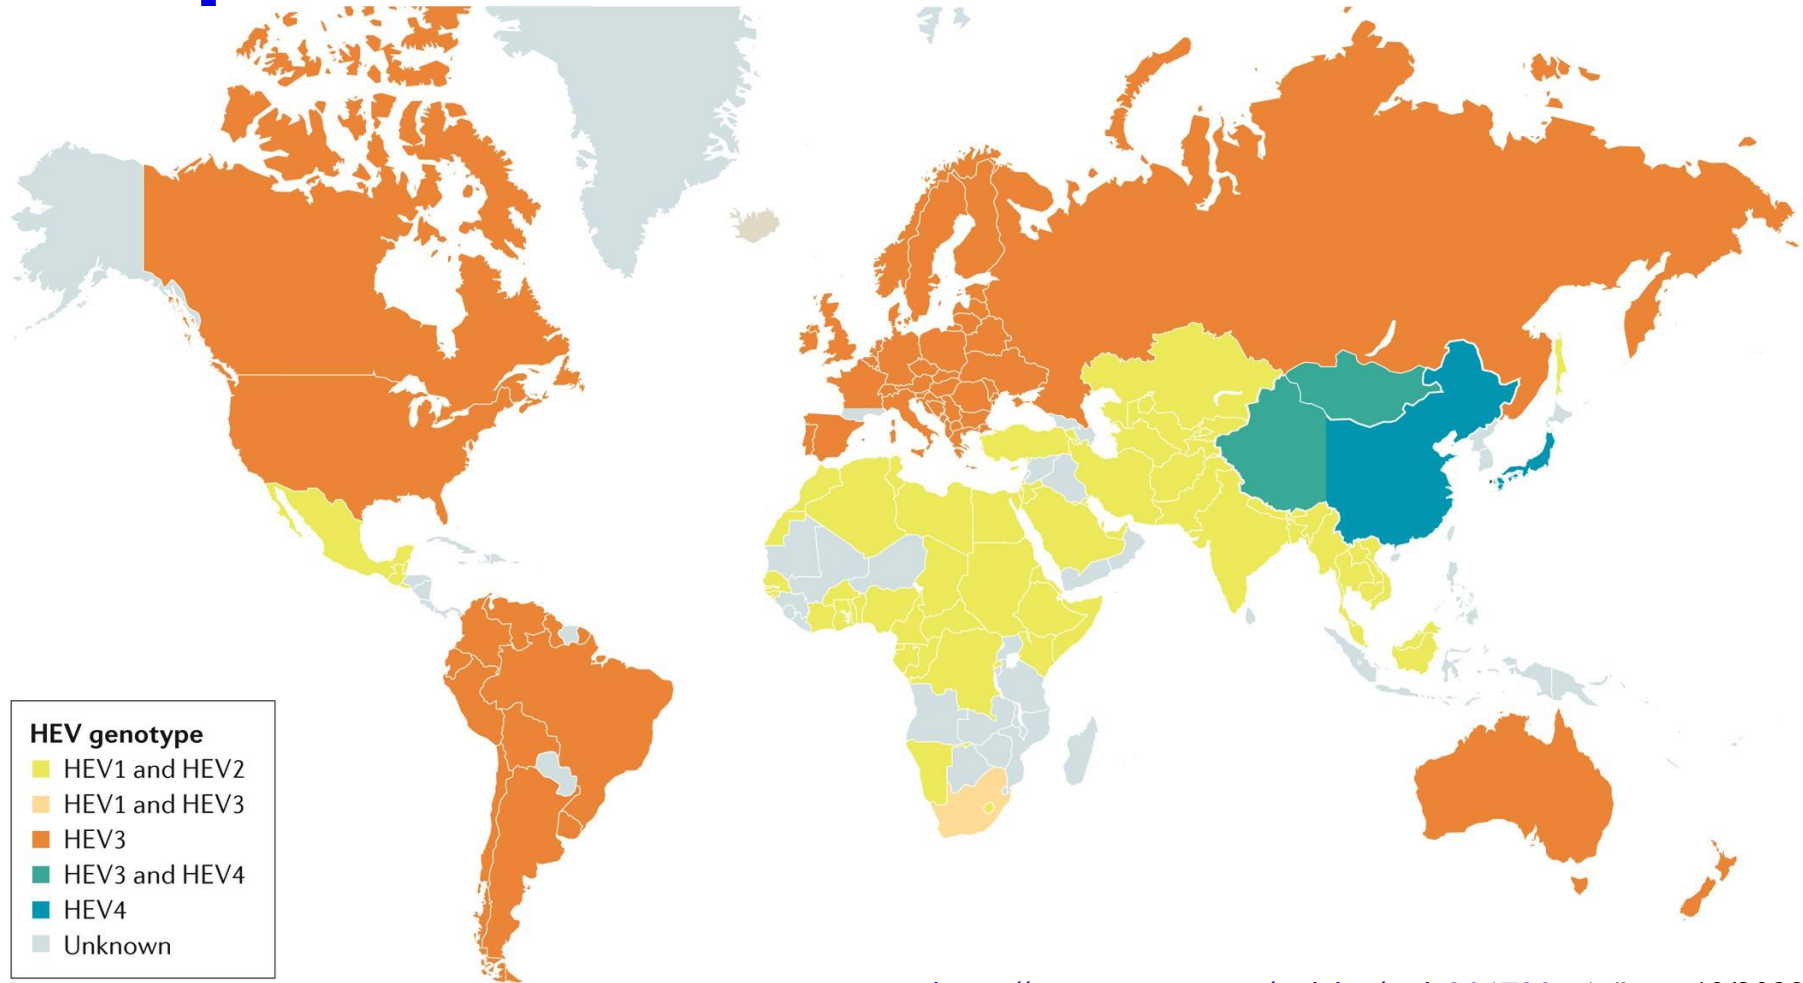 HEV genotype
HEV1 and HEV2
HEV1 and HEV3
HEV3
HEV3 and HEV4
HEV4
Unknown